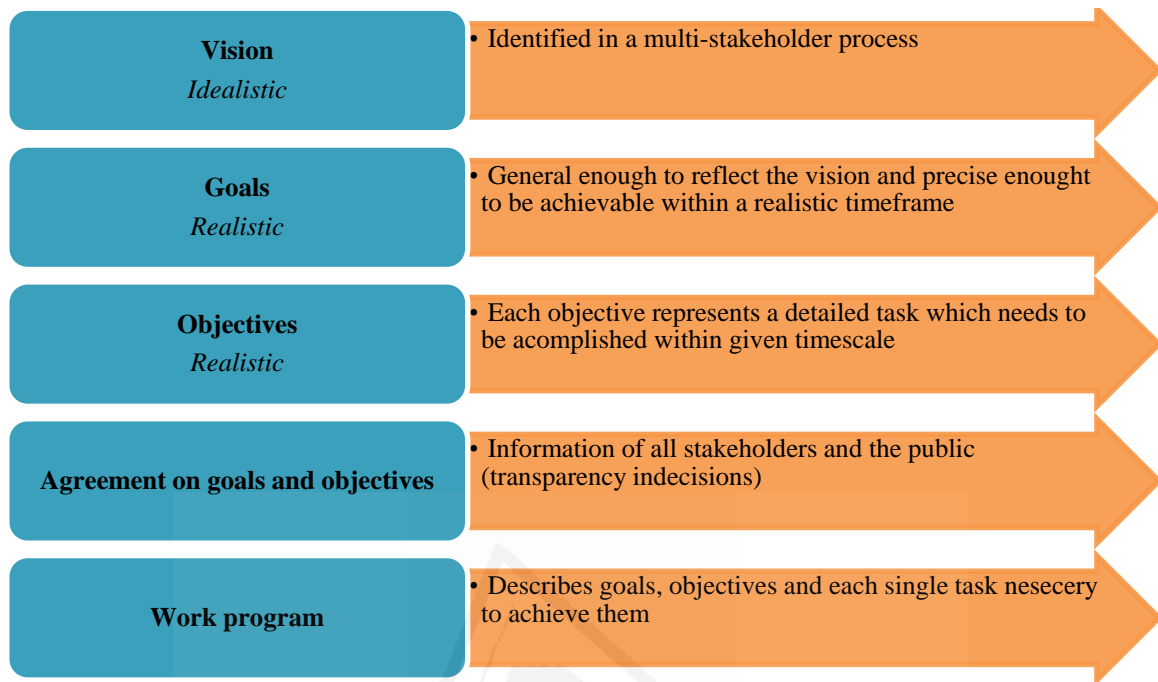 Vision
Idealistic
• Identified in a multi-stakeholder process
Goals
Realistic
• General enough to reflect the vision and precise enought
to be achievable within a realistic timeframe
Objectives
Realistic
• Each objective represents a detailed task which needs to
be acomplished within given timescale
Agreement on goals and objectives
• Information of all stakeholders and the public
(transparency indecisions)
Work program
• Describes goals, objectives and each single task nesecery
to achieve them